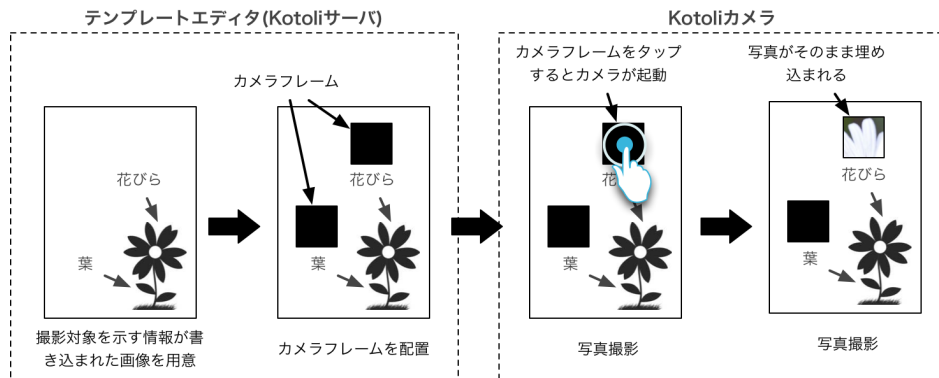 テンプレートエディタ(Kotoliサーバ)
カメラフレーム
花びら
葉
撮影対象を示す情報が書
き込まれた画像を用意
花びら
葉
カメラフレームを配置
Kotoliカメラ
カメラフレームをタップ
するとカメラが起動
花
葉
写真撮影
写真がそのまま埋め
込まれる
花びら
葉
写真撮影